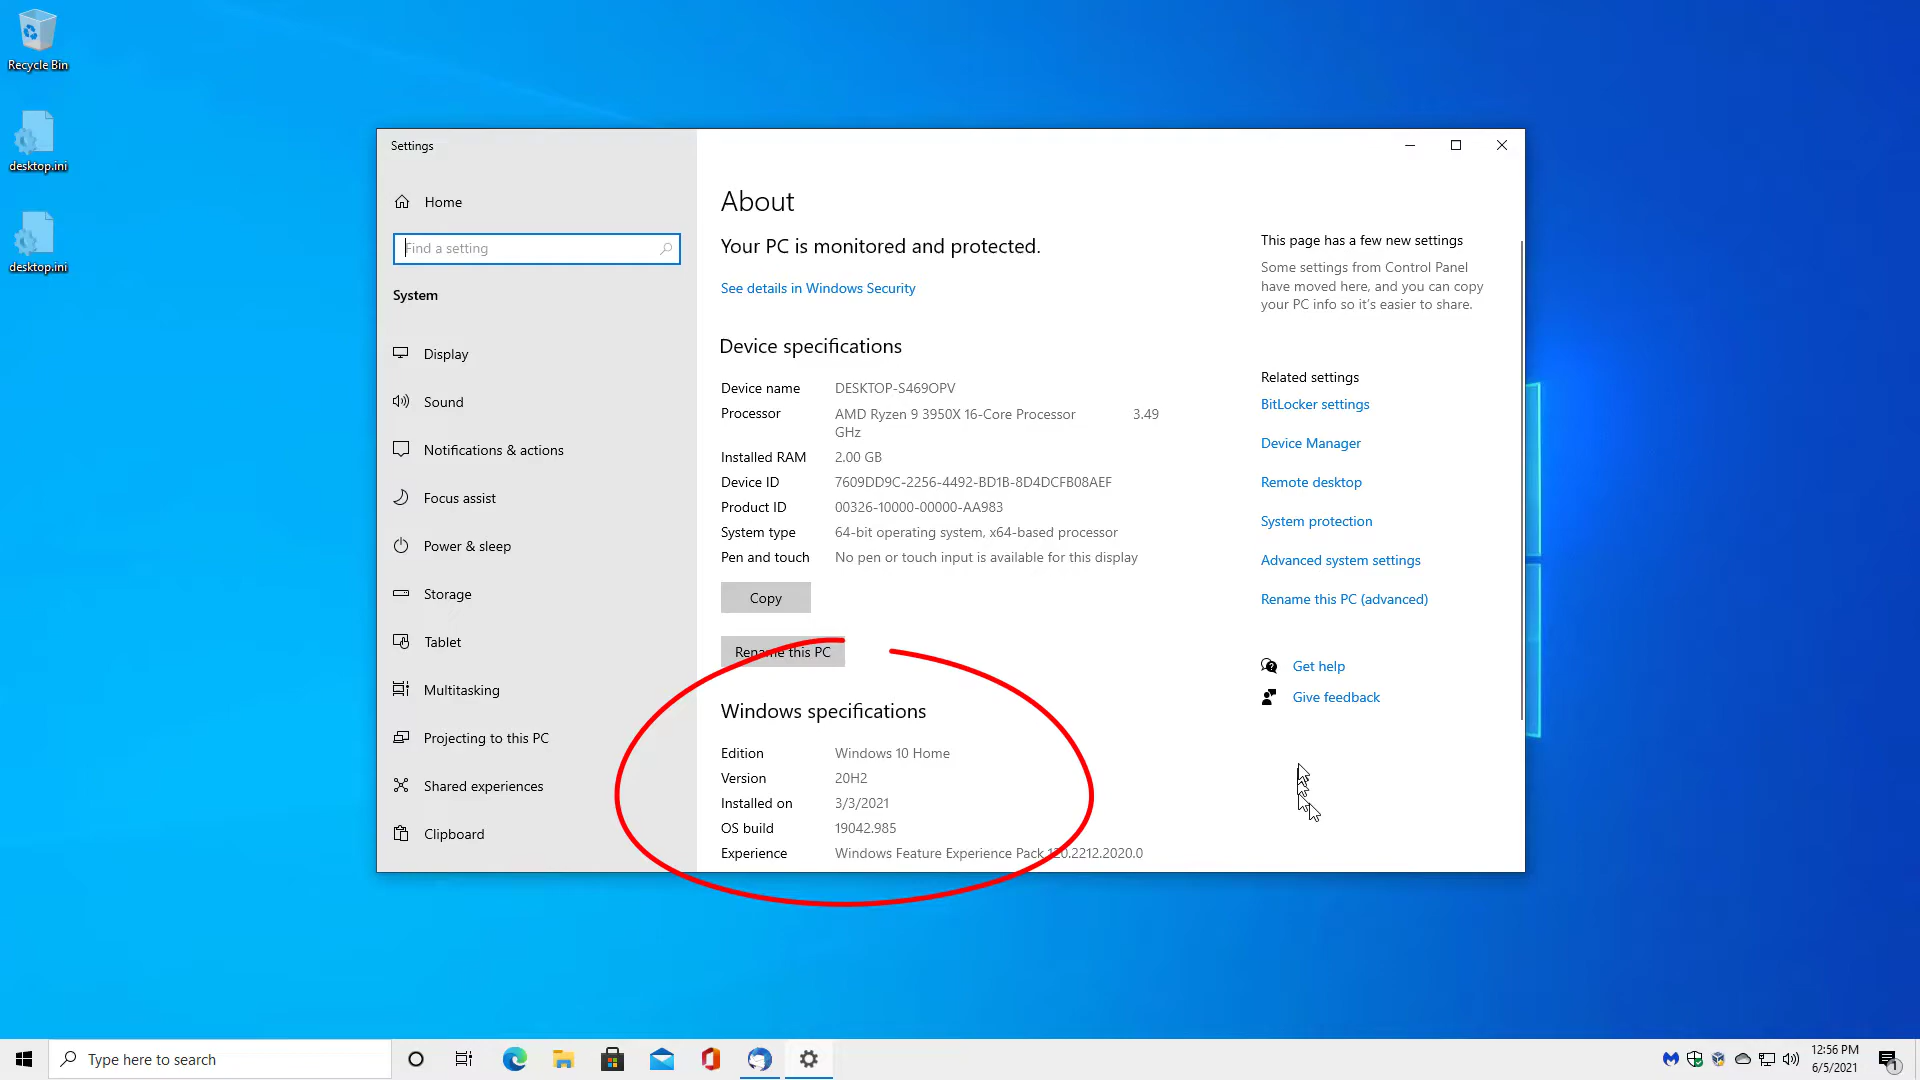 Recycle Bin
desktop.ini
desktop.ini
Settings
Home
Find a setting
System
Display
Sound
Notifications & actions
Focus assist
Power & sleep
Storage
Tablet
Multitasking
Projecting to this PC
Shared experiences
Clipboard
About
Your PC is monitored and protected.
See details in Windows Security
Device specifications
Device name DESKTOP-S469OPV
Processor AMD Ryzen 9 3950X 16-Core Processor 3.49
GHz
Installed RAM 2.00 GB
Device ID 7609DD9C-2256-4492-BD1B-8D4DCFB08AEF
Product ID 00326-10000-00000-AA983
System type 64-bit operating system, x64-based processor
Pen and touch No pen or touch input is available for this display
Copy
Rename this PC
Windows specifications
Edition Windows 10 Home
Version 20H2
Installed on 3/3/2021
OS build 19042.985
Experience Windows Feature Experience Pack 120.2212.2020.0
This page has a few new settings
Some settings from Control Panel
have moved here, and you can copy
your PC info so it's easier to share.
Related settings
BitLocker settings
Device Manager
Remote desktop
System protection
Advanced system settings
Rename this PC (advanced)
Get help
Give feedback
Type here to search
12:56 PM
6/5/2021
1